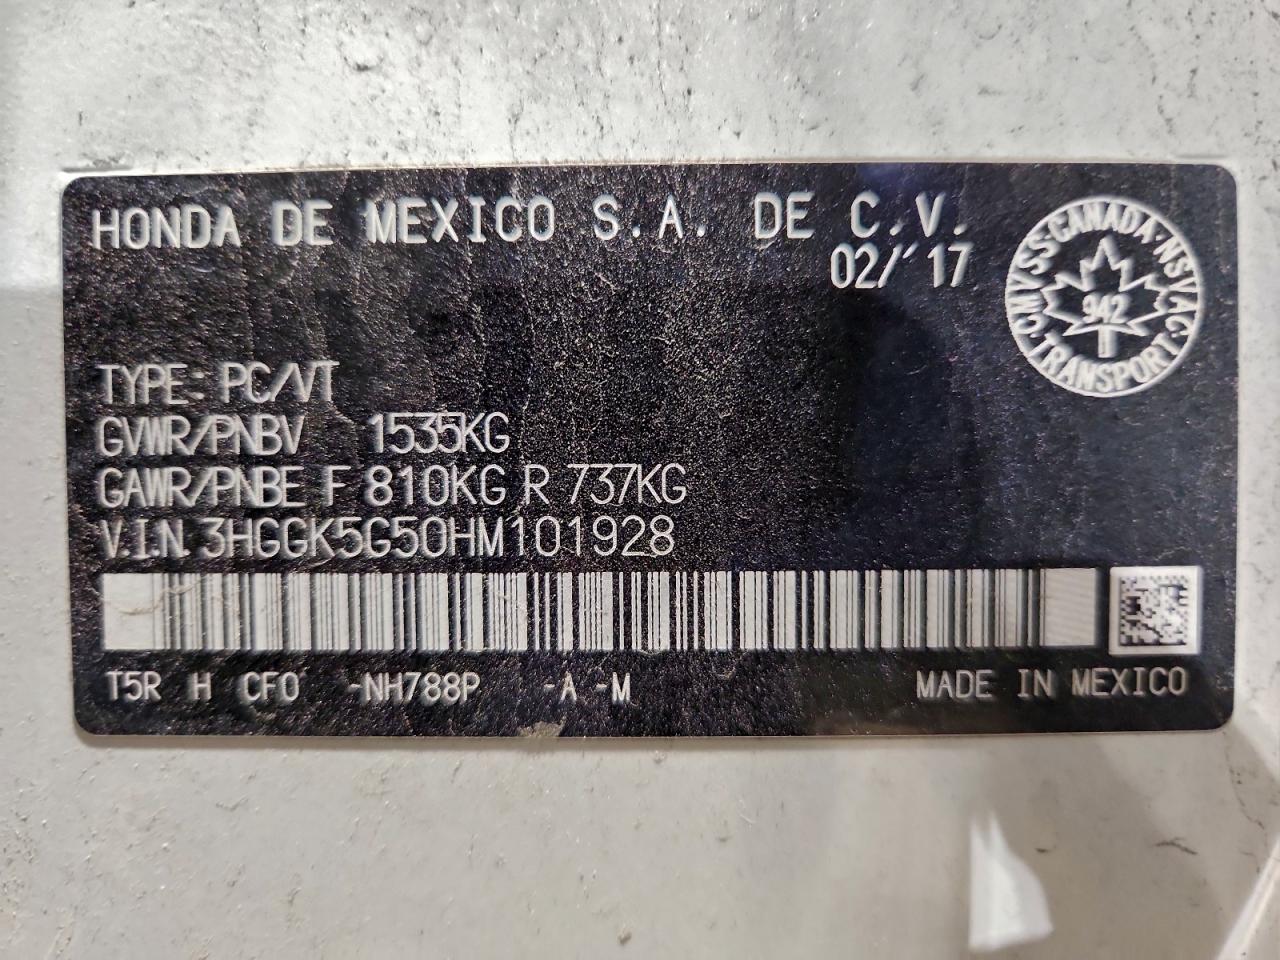 HONDA DE MEXICO S.A. DE C.V.
02/'17
CANADA·NSVAC·TRANSPORT·CMVSS
942
TYPE: PC/VT
GVWR/PNBV 1535KG
GAWR/PNBE F 810KG R 737KG
V.I.N. 3HGGK5G50HM101928
T5R H CF0 -NH788P -A -M MADE IN MEXICO